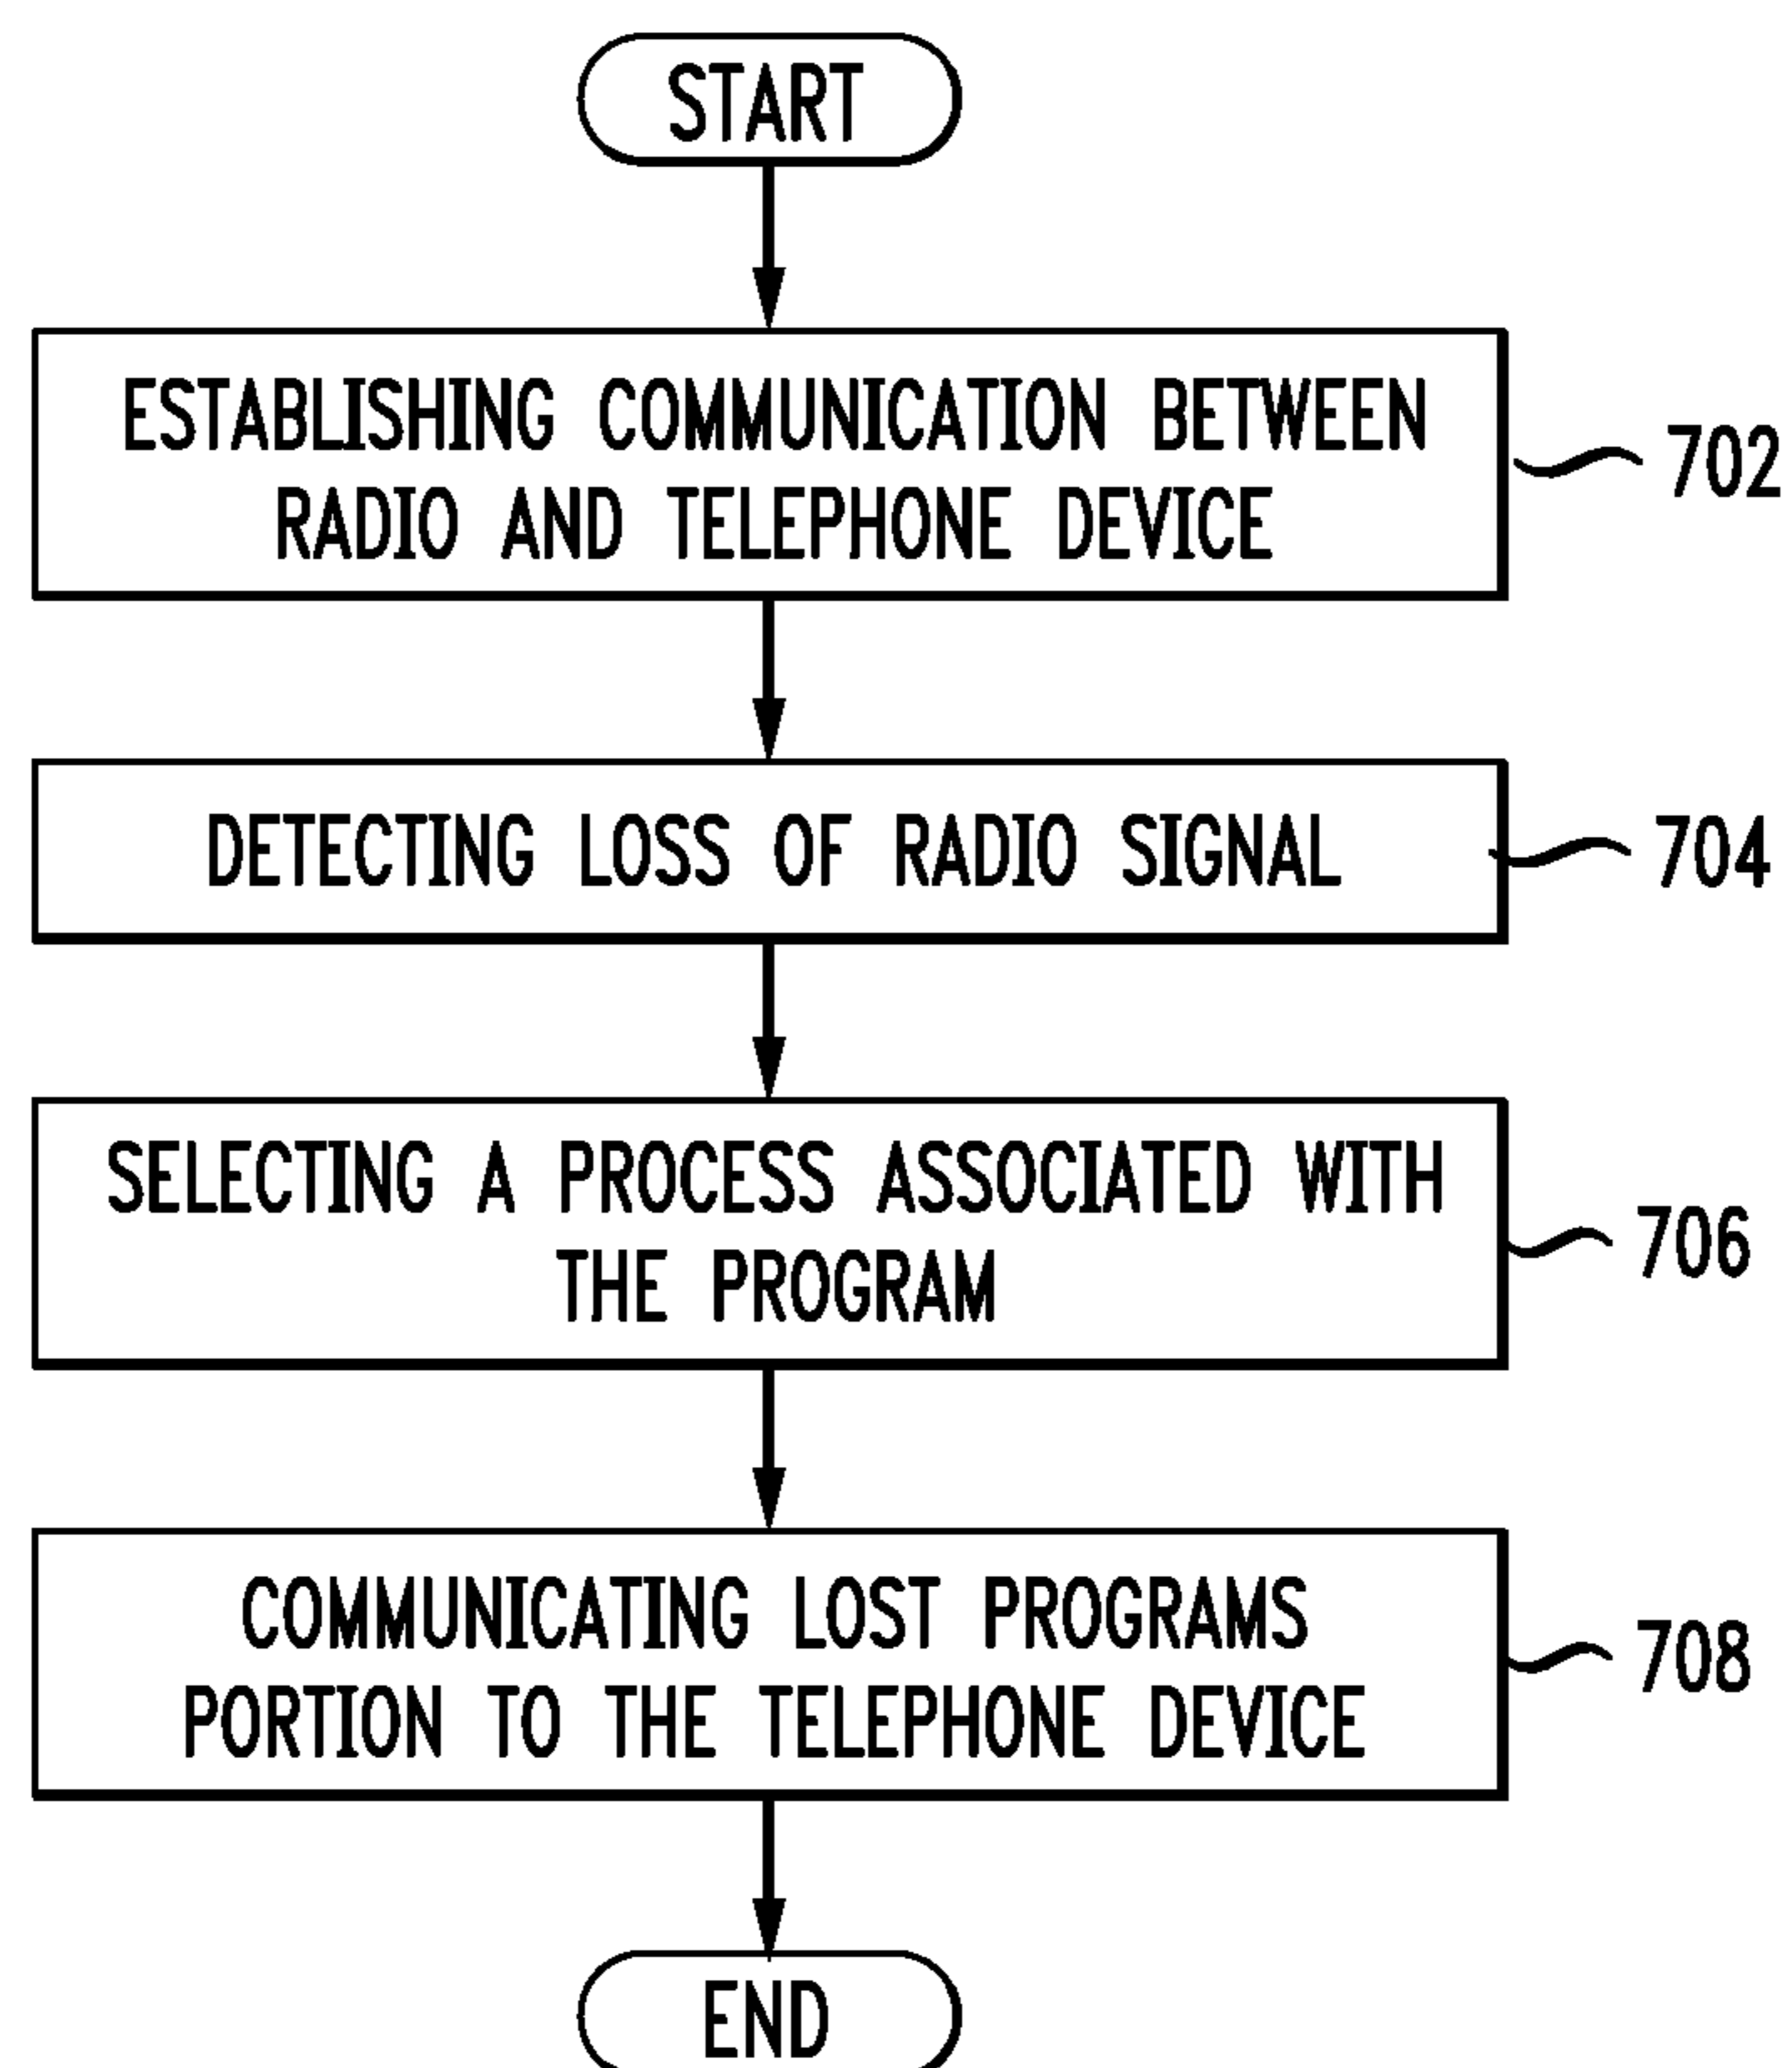 START
ESTABLISHING COMMUNICATION BETWEEN
RADIO AND TELEPHONE DEVICE
702
DETECTING LOSS OF RADIO SIGNAL
704
SELECTING A PROCESS ASSOCIATED WITH
THE PROGRAM
706
COMMUNICATING LOST PROGRAMS
PORTION TO THE TELEPHONE DEVICE
708
END